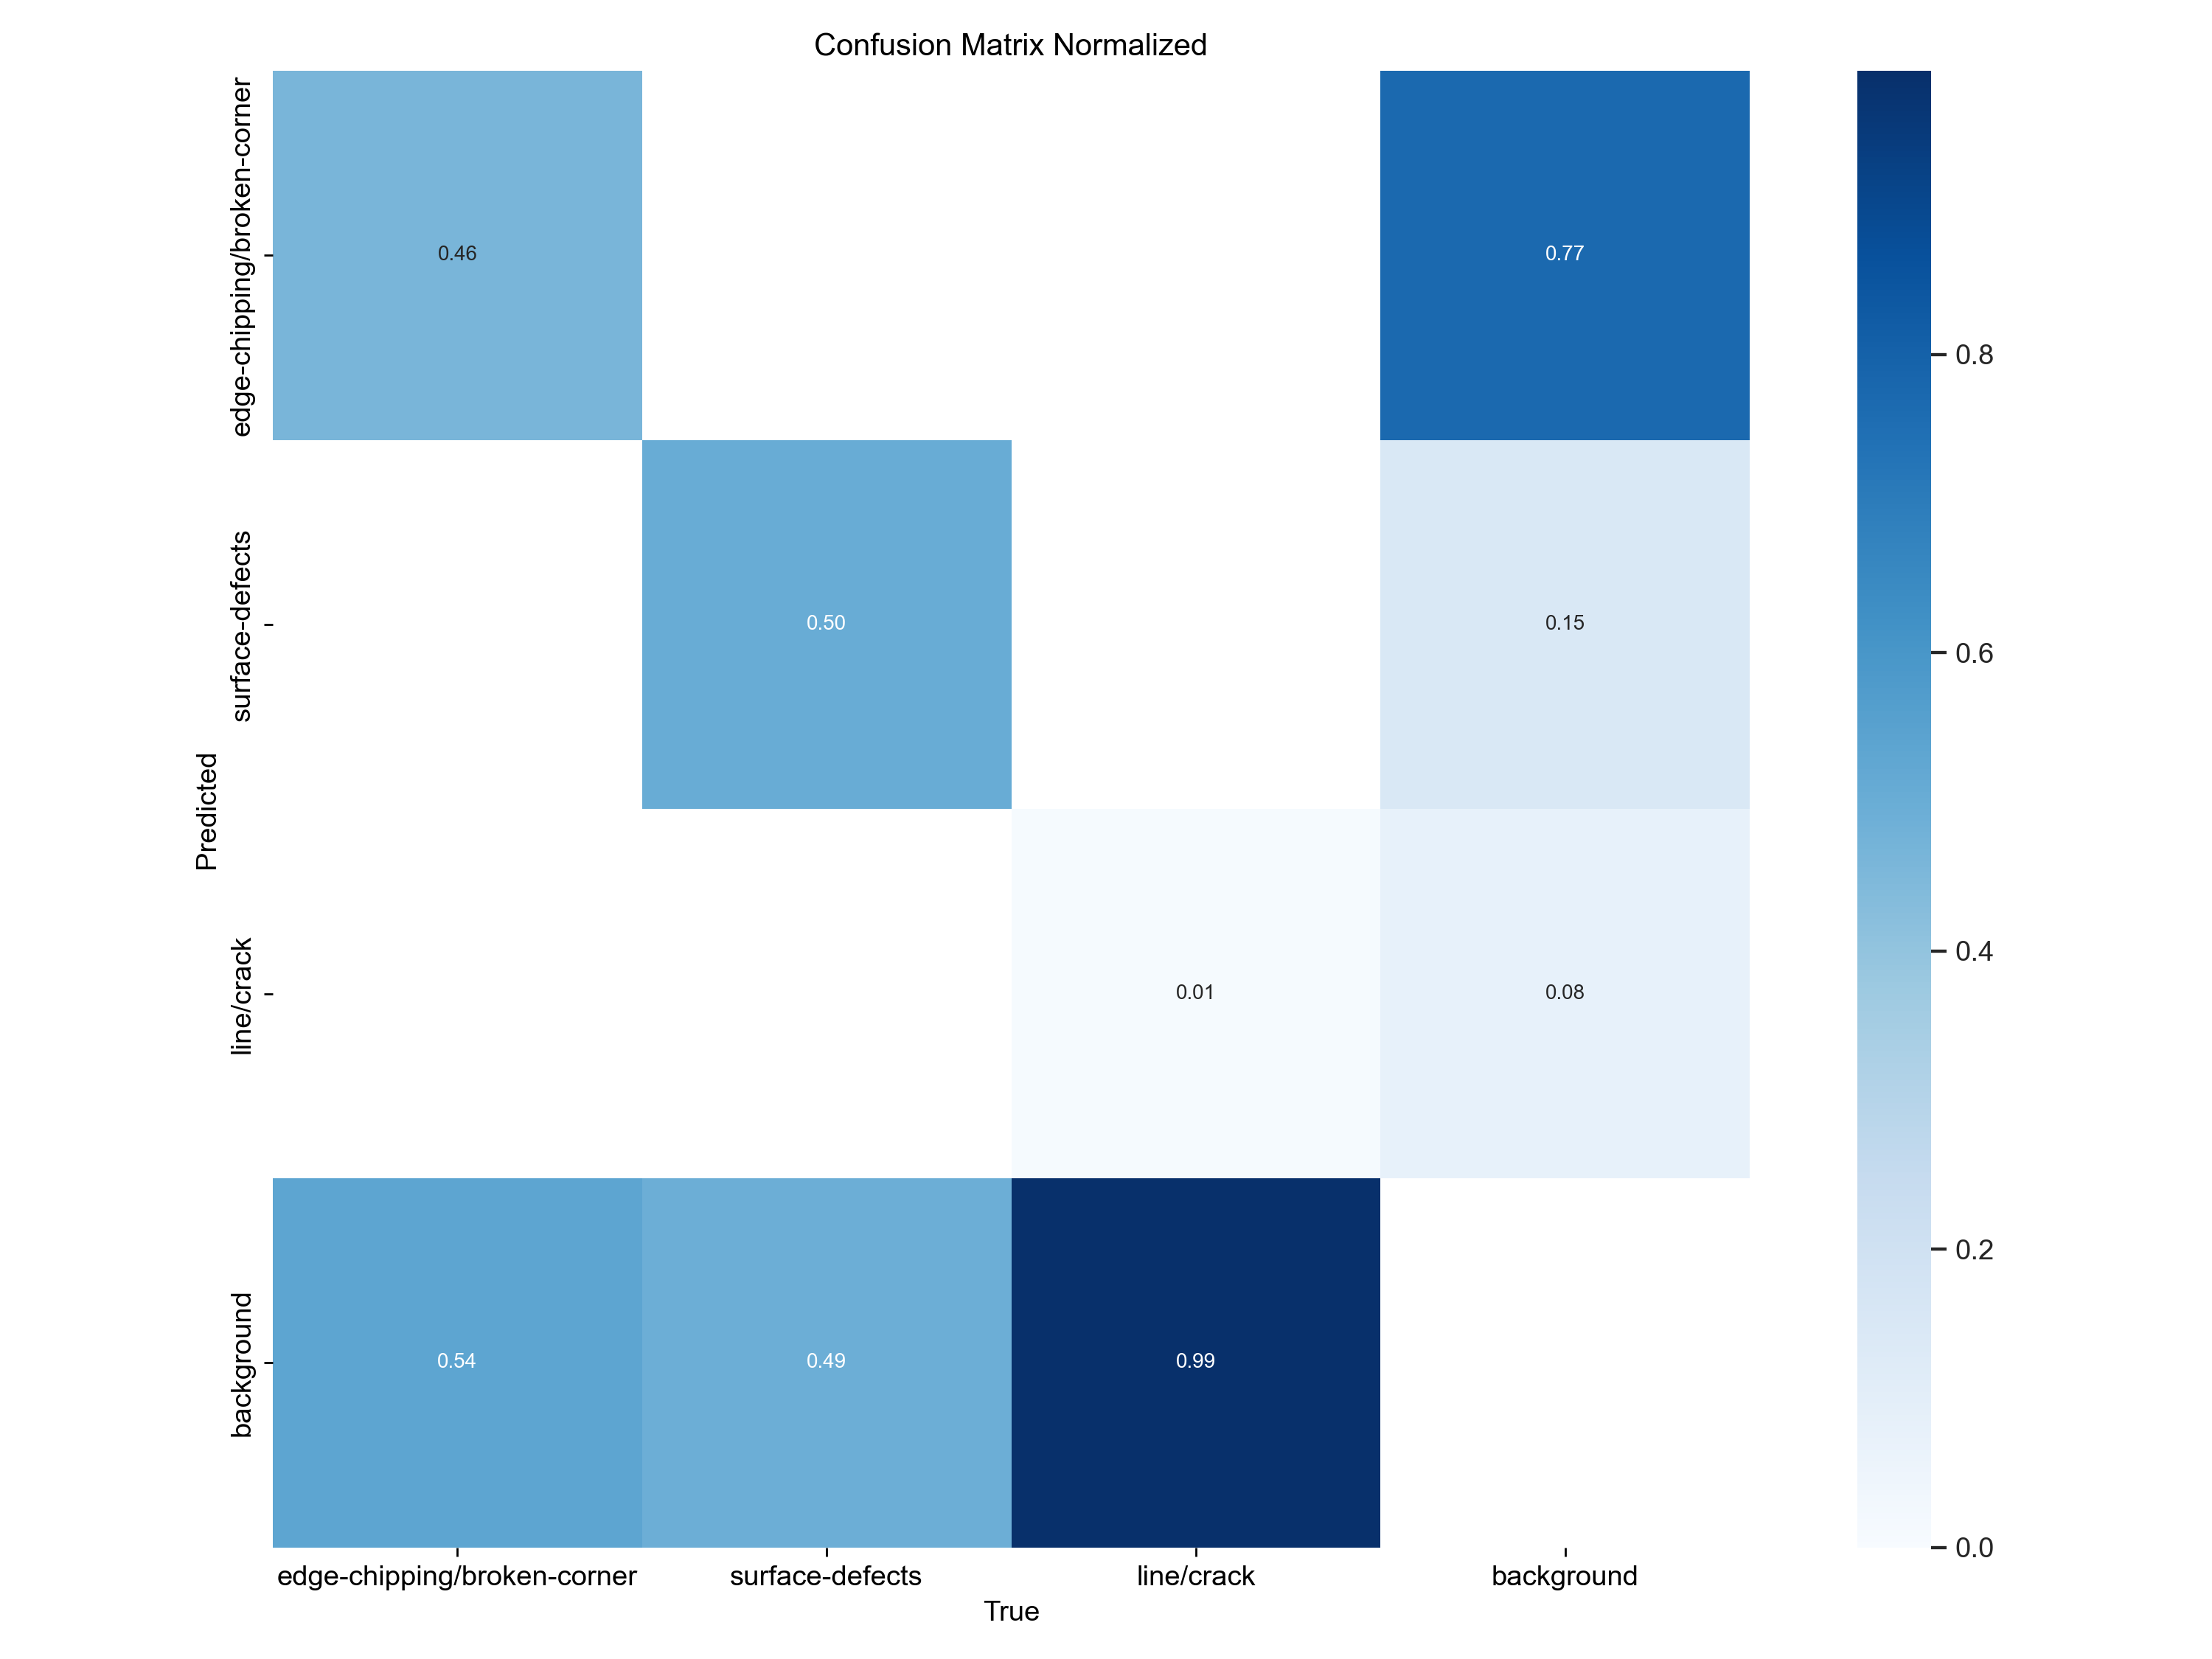 Confusion Matrix Normalized
edge-chipping/broken-corner
surface-defects
line/crack
background
Predicted
0.46
0.77
0.50
0.15
0.01
0.08
0.54
0.49
0.99
edge-chipping/broken-corner
surface-defects
line/crack
background
True
0.8
0.6
0.4
0.2
0.0